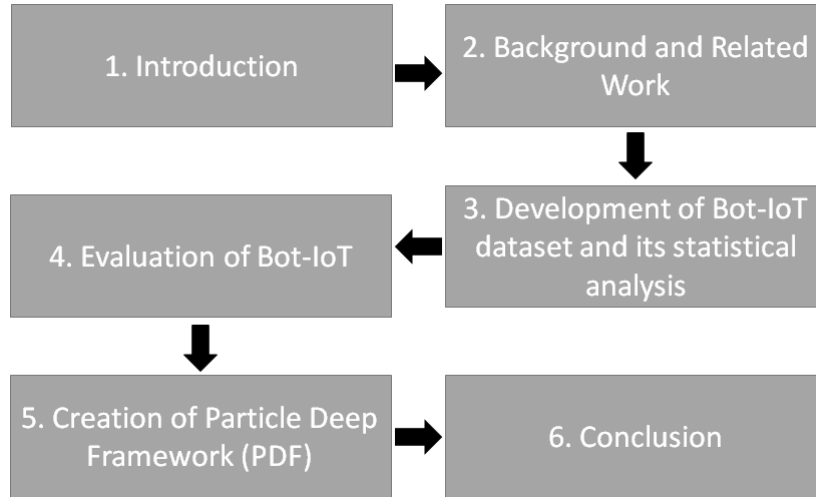 1. Introduction
2. Background and Related
Work
3. Development of Bot-IoT
dataset and its statistical
analysis
4. Evaluation of Bot-IoT
5. Creation of Particle Deep
Framework (PDF)
6. Conclusion